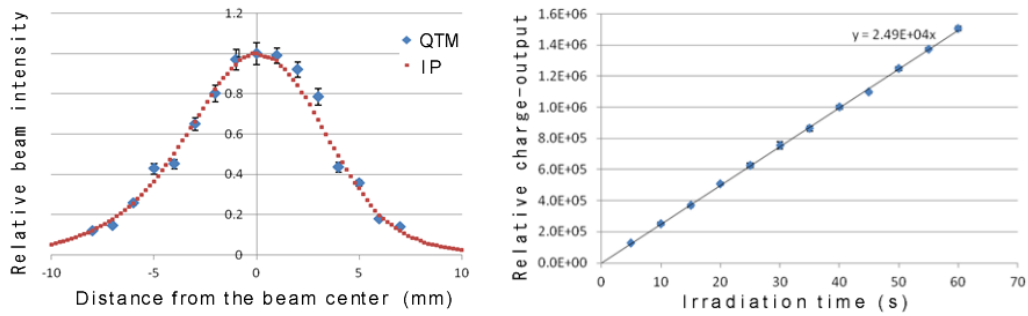 Relative beam intensity
1.2
1.0
0.8
0.6
0.4
0.2
0
QTM
IP
-10 -5 0 5 10
Distance from the beam center (mm)
Relative charge-output
1.6E+06
1.4E+06
1.2E+06
1.0E+06
8.0E+05
6.0E+05
4.0E+05
2.0E+05
0.0E+00
y = 2.49E+04x
0 10 20 30 40 50 60 70
Irradiation time (s)